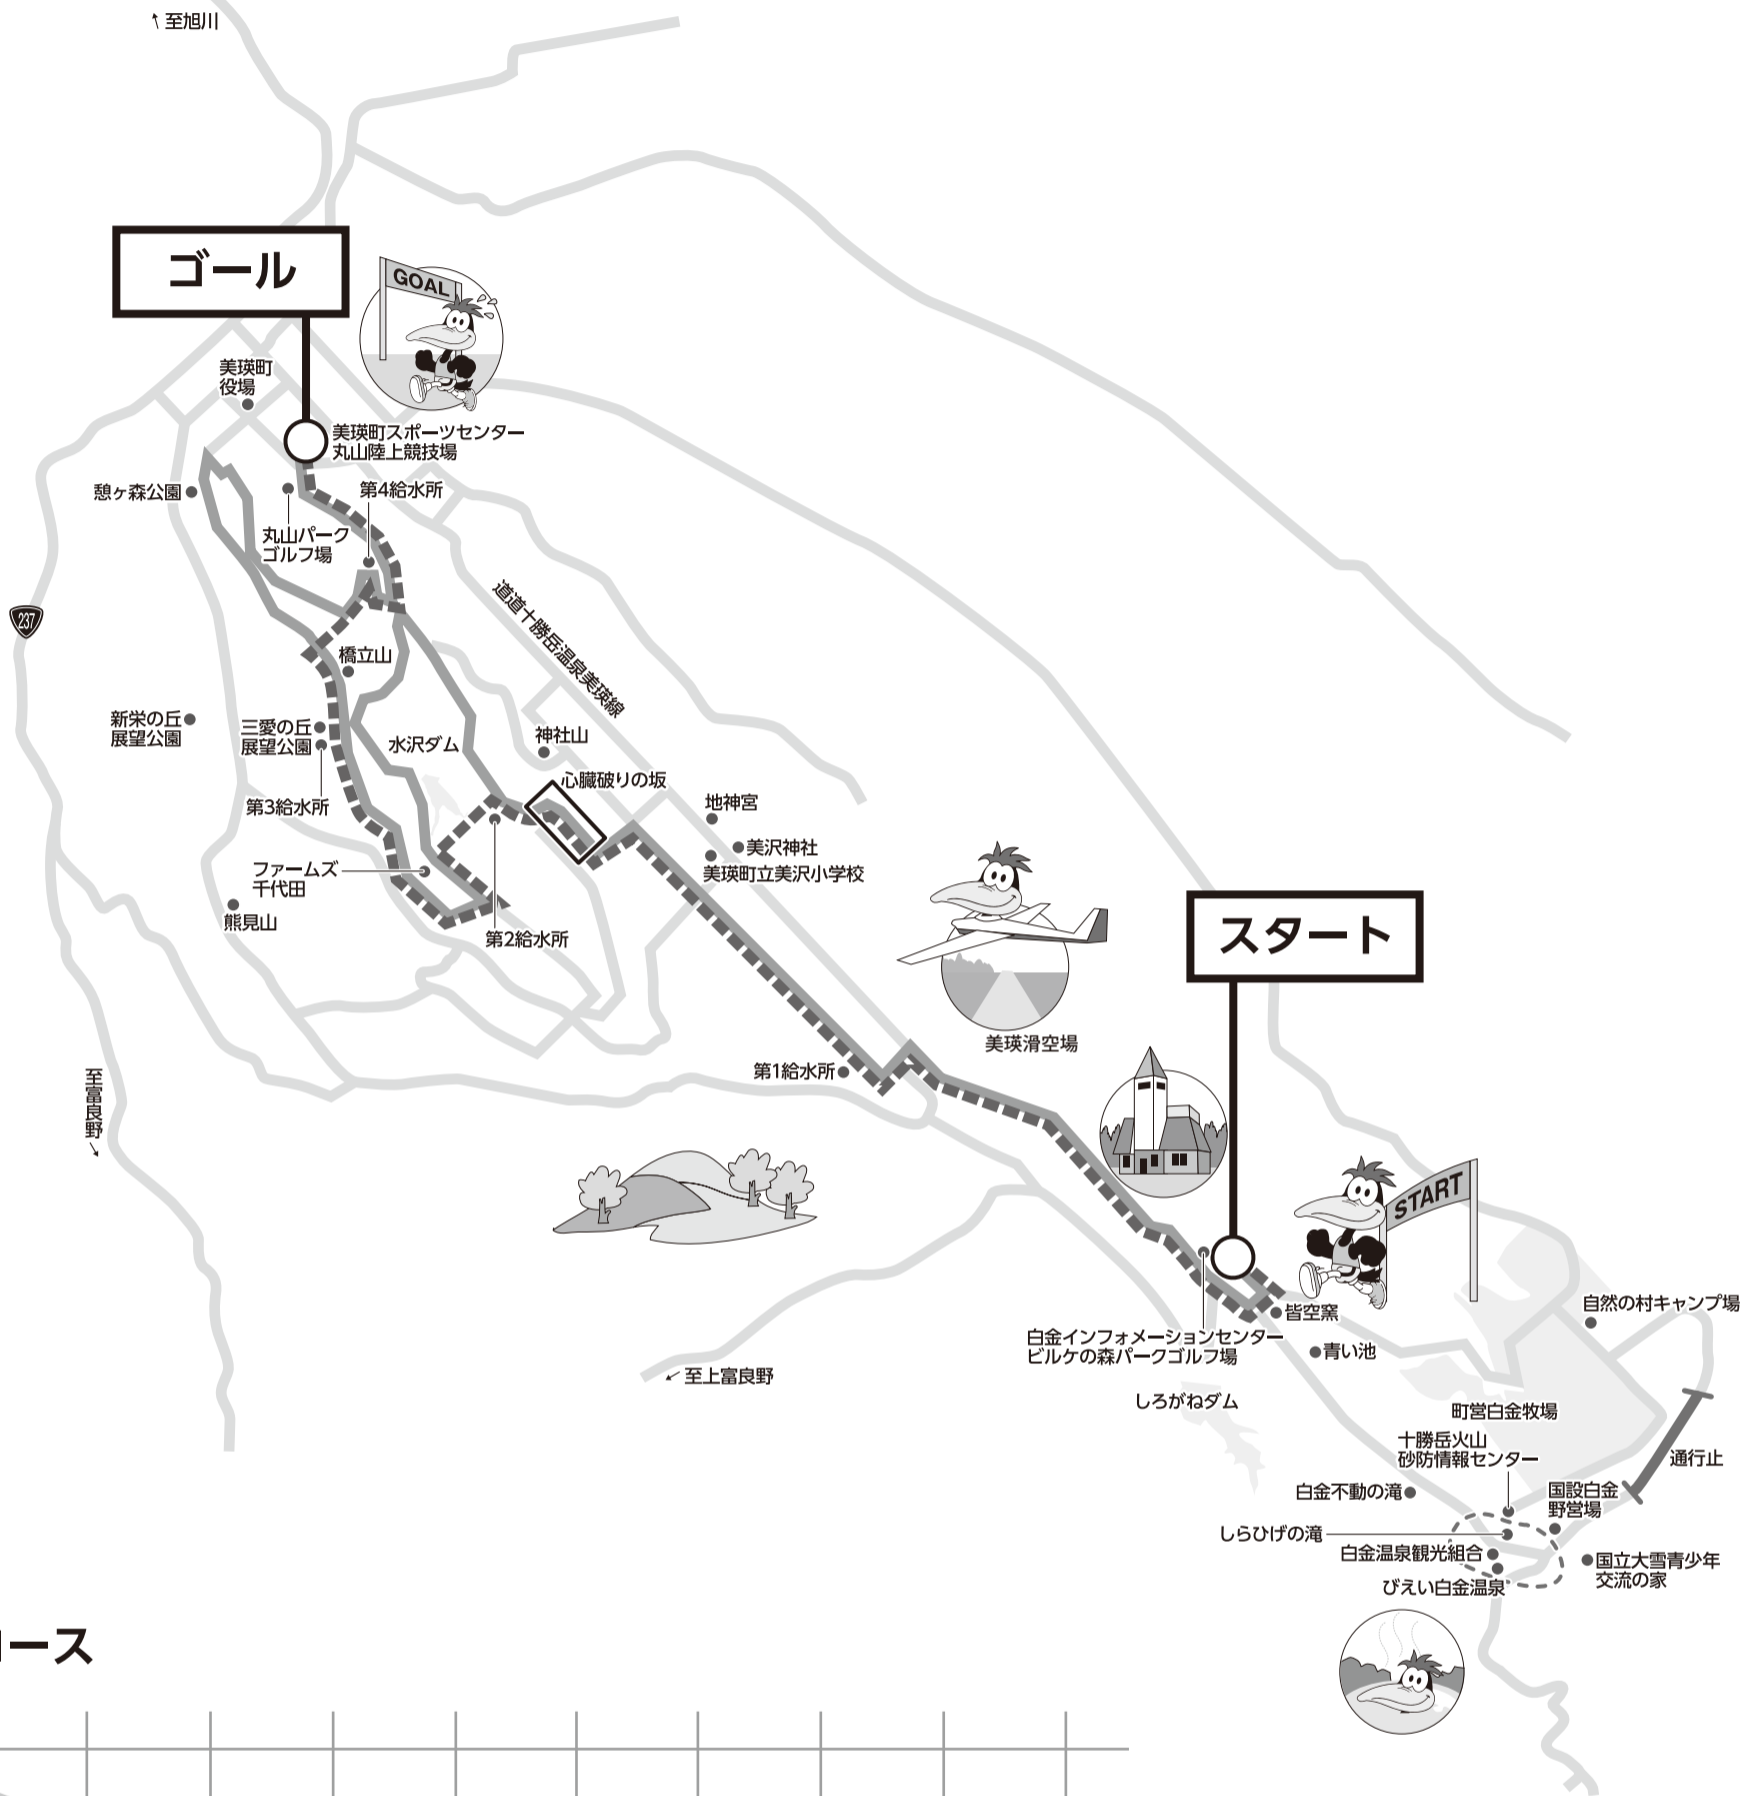 至旭川
ゴール
GOAL
美瑛町
役場
美瑛町スポーツセンター
丸山陸上競技場
憩ヶ森公園
第4給水所
丸山パーク
ゴルフ場
237
道道十勝岳温泉美瑛線
橋立山
新栄の丘
展望公園
三愛の丘
展望公園
水沢ダム
神社山
心臓破りの坂
第3給水所
地神宮
美沢神社
美瑛町立美沢小学校
ファームズ
千代田
熊見山
第2給水所
スタート
美瑛滑空場
第1給水所
至富良野
START
自然の村キャンプ場
皆空窯
白金インフォメーションセンター
ビルケの森パークゴルフ場
青い池
至上富良野
しろがねダム
町営白金牧場
十勝岳火山
砂防情報センター
通行止
白金不動の滝
国設白金
野営場
しらひげの滝
白金温泉観光組合
国立大雪青少年
交流の家
びえい白金温泉
ース